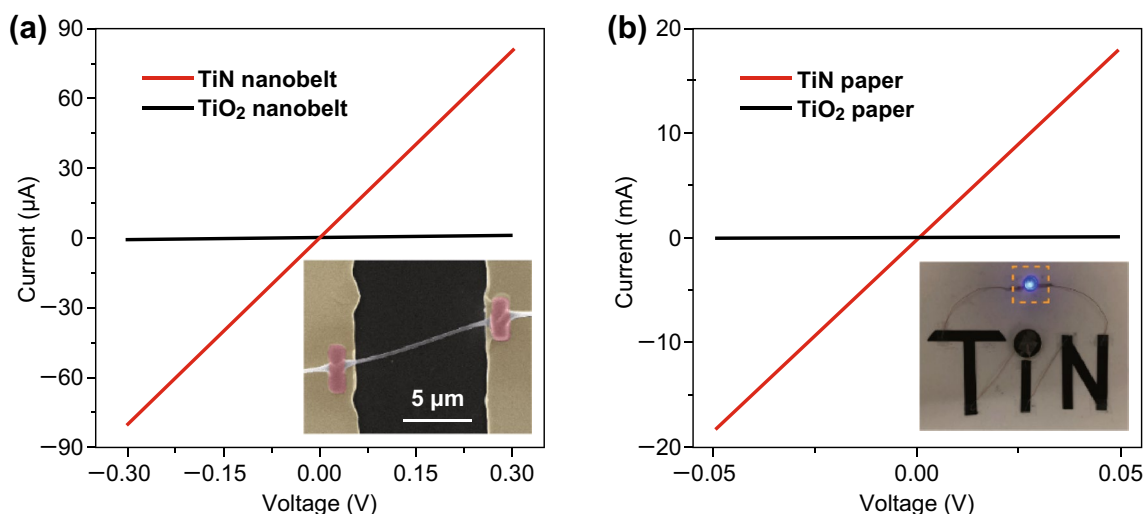 (a)
90
60
30
0
−30
−60
−90
Current (µA)
TiN nanobelt
TiO₂ nanobelt
5 µm
−0.30
−0.15
0.00
0.15
0.30
Voltage (V)
(b)
20
10
0
−10
−20
Current (mA)
TiN paper
TiO₂ paper
TiN
−0.05
0.00
0.05
Voltage (V)